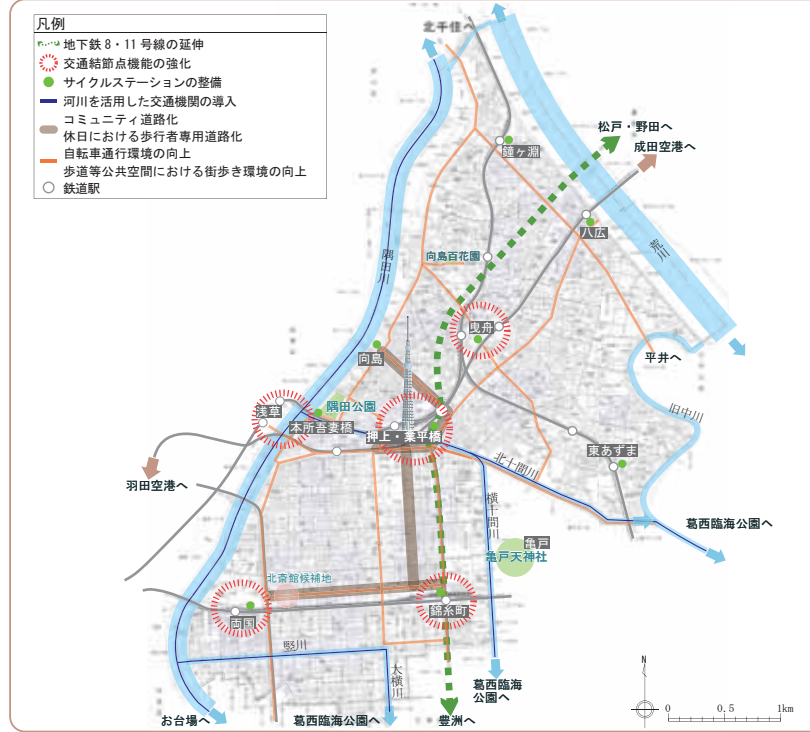 凡例
地下鉄8・11号線の延伸
交通結節点機能の強化
サイクルステーションの整備
河川を活用した交通機関の導入
コミュニティ道路化
休日における歩行者専用道路化
自転車通行環境の向上
歩道等公共空間における街歩き環境の向上
鉄道駅
北千住へ
松戸・野田へ
成田空港へ
鐘ヶ淵
八広
荒川
隅田川
向島百花園
曳舟
平井へ
向島
旧中川
浅草
隅田公園
本所吾妻橋
押上・業平橋
東あずま
北十間川
羽田空港へ
横十間川
葛西臨海公園へ
亀戸
亀戸天神社
北斎館候補地
錦糸町
両国
竪川
大横川
葛西臨海
公園へ
お台場へ
葛西臨海公園へ
豊洲へ
N
0 0.5 1km